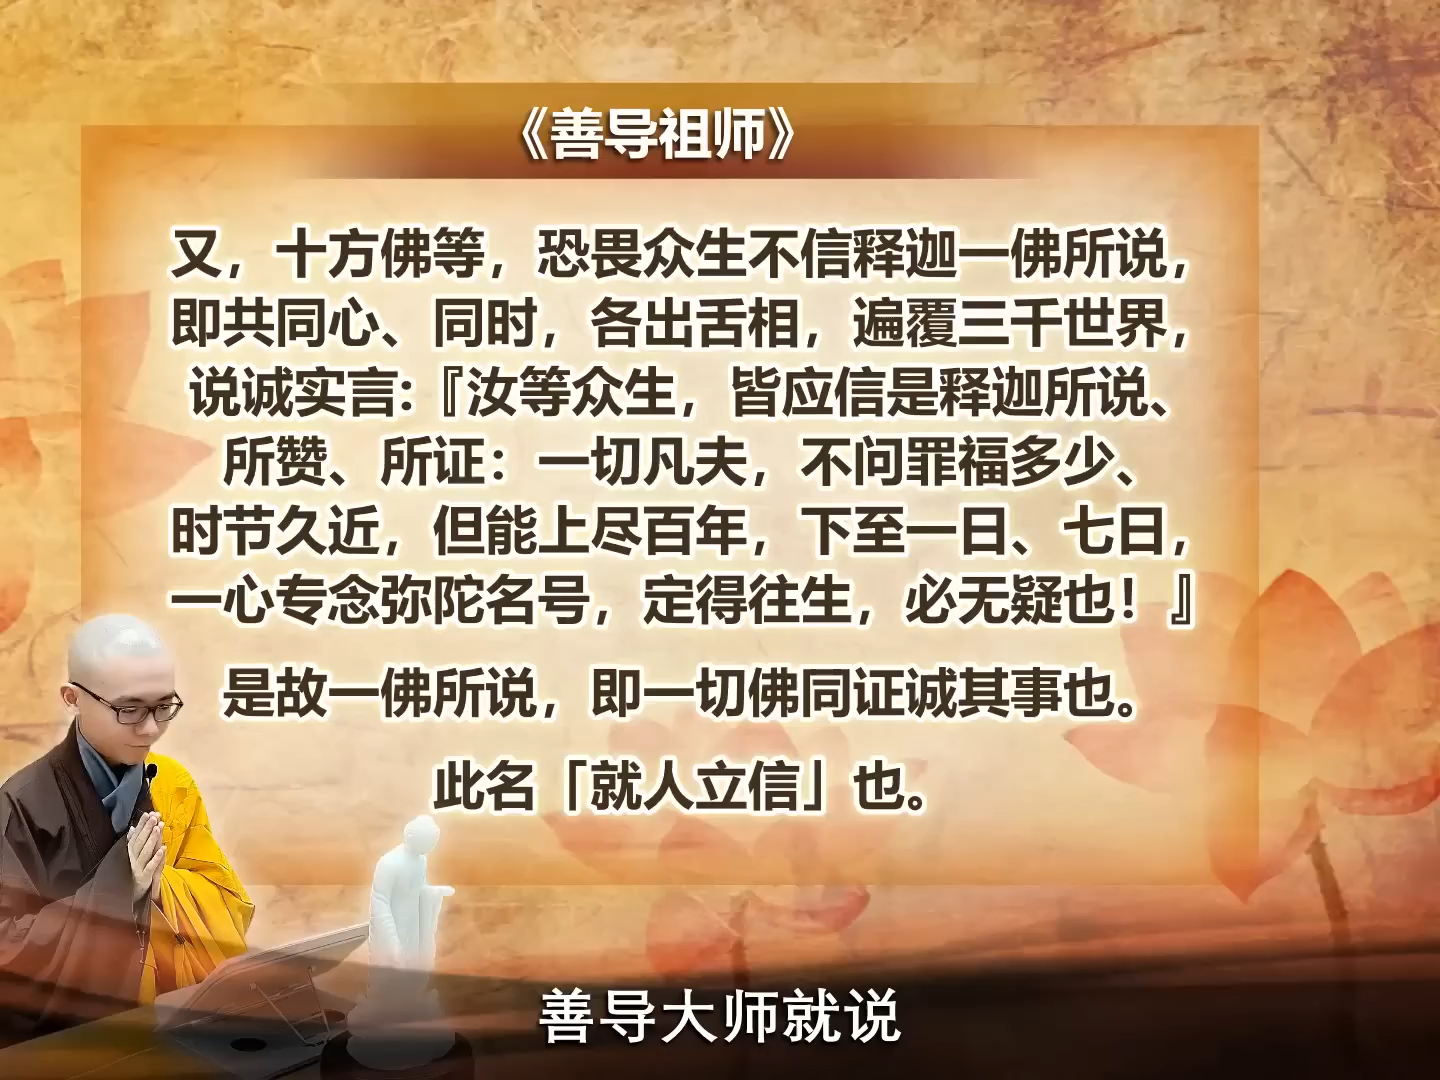 《善导祖师》
又，十方佛等，恐畏众生不信释迦一佛所说，
即共同心、同时，各出舌相，遍覆三千世界，
说诚实言:『汝等众生，皆应信是释迦所说、
所赞、所证：一切凡夫，不问罪福多少、
时节久近，但能上尽百年，下至一日、七日，
一心专念弥陀名号，定得往生，必无疑也！』
是故一佛所说，即一切佛同证诚其事也。
此名「就人立信」也。
善导大师就说